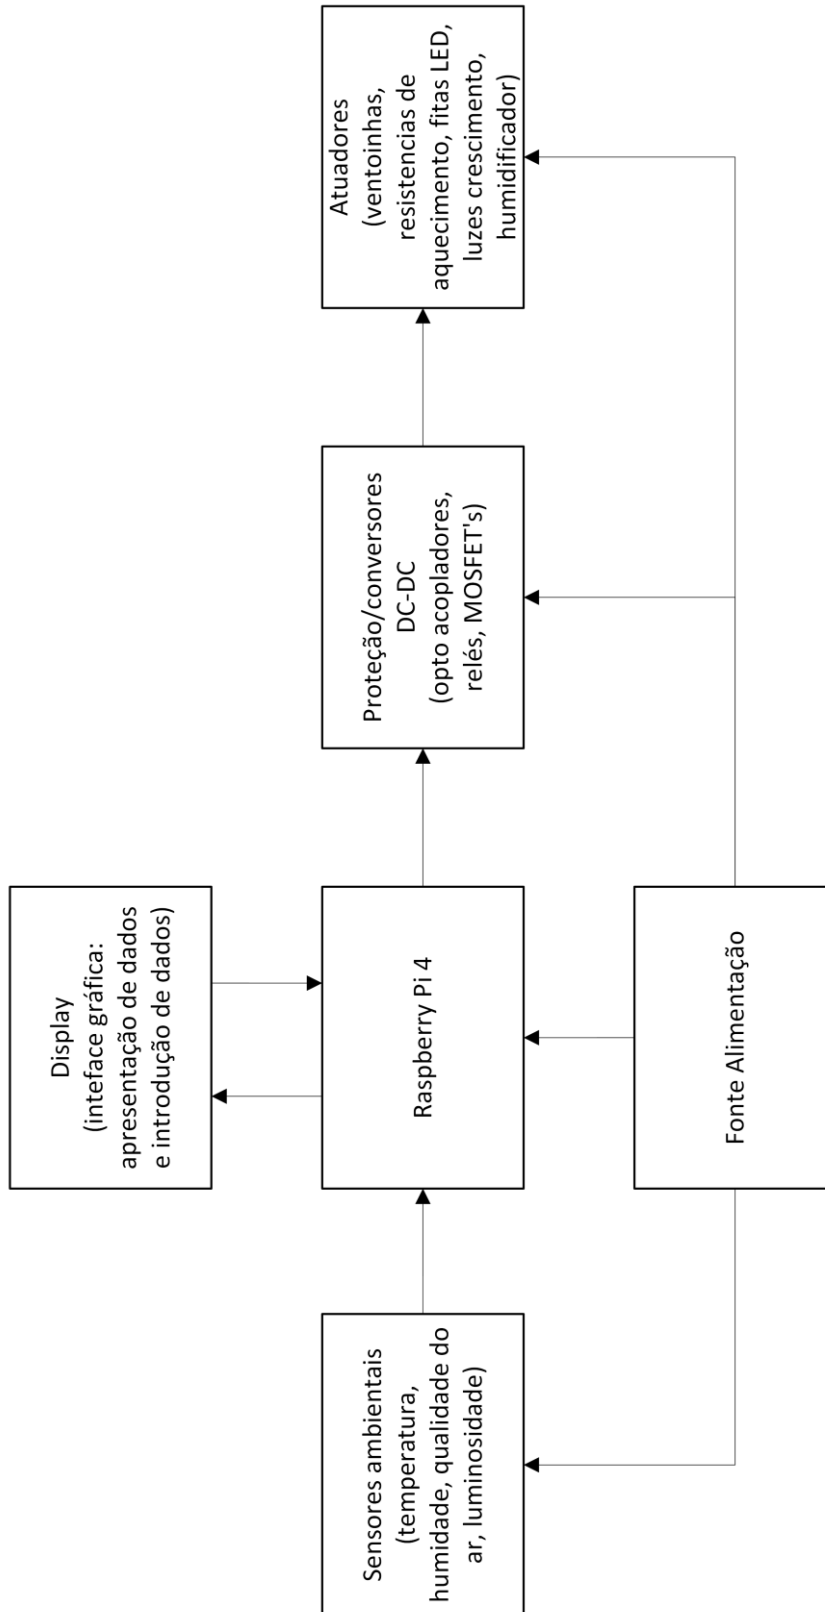 Display
(inteface gráfica:
apresentação de dados
e introdução de dados)
Sensores ambientais
(temperatura,
humidade, qualidade do
ar, luminosidade)
Raspberry Pi 4
Proteção/conversores
DC-DC
(opto acopladores,
relés, MOSFET's)
Atuadores
(ventoinhas,
resistencias de
aquecimento, fitas LED,
luzes crescimento,
humidificador)
Fonte Alimentação